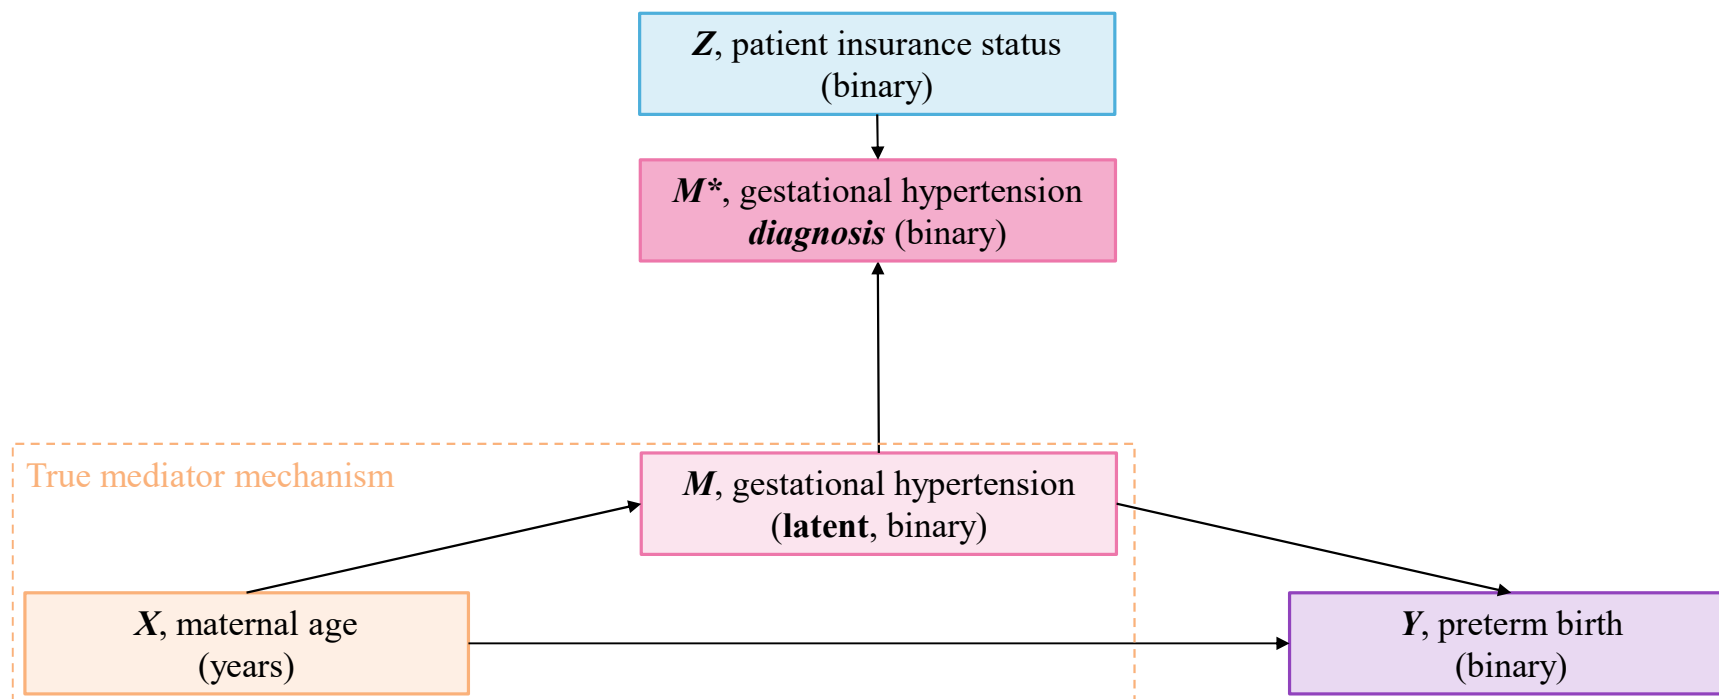 Z, patient insurance status
(binary)
M*, gestational hypertension
diagnosis (binary)
True mediator mechanism
M, gestational hypertension
(latent, binary)
X, maternal age
(years)
Y, preterm birth
(binary)